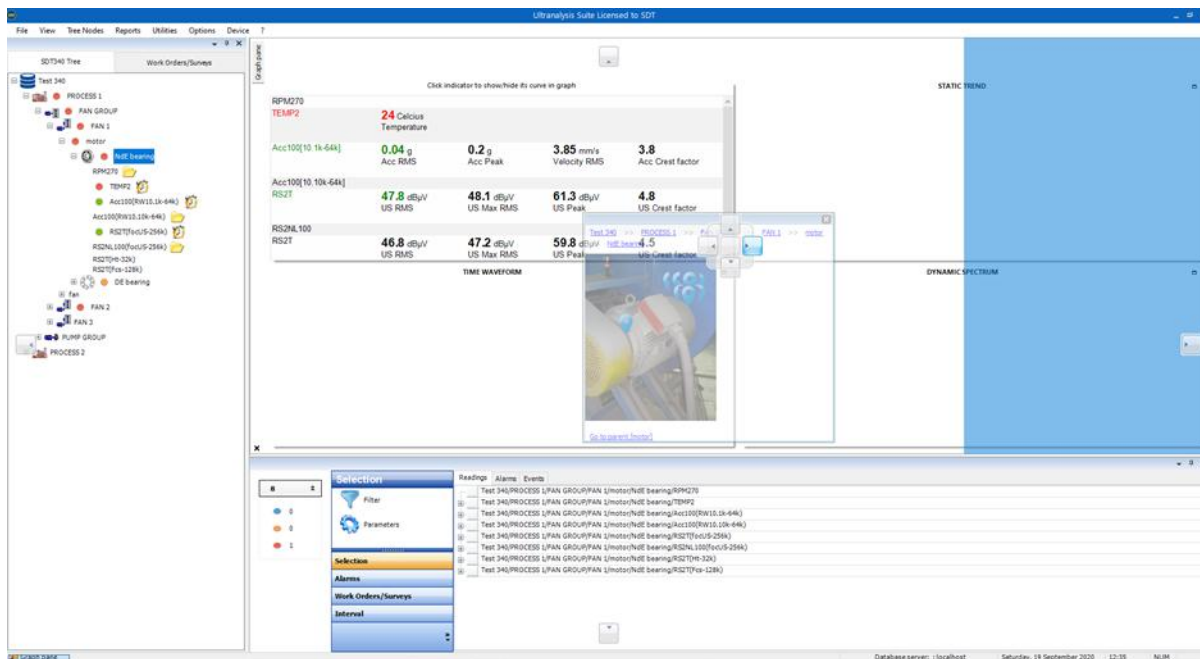 Ultranalysis Suite Licensed to SDT
File View Tree Nodes Reports Utilities Options Device ?
SDT340 Tree
Work Orders/Surveys
Test 340
PROCESS 1
FAN GROUP
FAN 1
motor
NdE bearing
RPM270
TEMP2
Acc100(RW10.1k-64k)
Acc100(RW10.10k-64k)
RS2T(focUS-256k)
RS2NL100(focUS-256k)
RS2T(Ht-32k)
RS2T(Fcs-128k)
DE bearing
fan
FAN 2
FAN 3
PUMP GROUP
PROCESS 2
Graph pane
Click indicator to show/hide its curve in graph
RPM270
TEMP2 24 Celcius
Temperature
Acc100[10.1k-64k] 0.04 g 0.2 g 3.85 mm/s 3.8
Acc RMS Acc Peak Velocity RMS Acc Crest factor
Acc100[10.10k-64k]
RS2T 47.8 dBµV 48.1 dBµV 61.3 dBµV 4.8
US RMS US Max RMS US Peak US Crest factor
RS2NL100
RS2T 46.8 dBµV 47.2 dBµV 59.8 dBµV 4.5
US RMS US Max RMS US Peak US Crest factor
STATIC TREND
TIME WAVEFORM
DYNAMIC SPECTRUM
Test 340 >> PROCESS 1 >> FAN 1 >> motor
NdE bearing
Go to parent [motor]
8
0
0
1
Selection
Filter
Parameters
Selection
Alarms
Work Orders/Surveys
Interval
Readings Alarms Events
Test 340/PROCESS 1/FAN GROUP/FAN 1/motor/NdE bearing/RPM270
Test 340/PROCESS 1/FAN GROUP/FAN 1/motor/NdE bearing/TEMP2
Test 340/PROCESS 1/FAN GROUP/FAN 1/motor/NdE bearing/Acc100(RW10.1k-64k)
Test 340/PROCESS 1/FAN GROUP/FAN 1/motor/NdE bearing/Acc100(RW10.10k-64k)
Test 340/PROCESS 1/FAN GROUP/FAN 1/motor/NdE bearing/RS2T(focUS-256k)
Test 340/PROCESS 1/FAN GROUP/FAN 1/motor/NdE bearing/RS2NL100(focUS-256k)
Test 340/PROCESS 1/FAN GROUP/FAN 1/motor/NdE bearing/RS2T(Ht-32k)
Test 340/PROCESS 1/FAN GROUP/FAN 1/motor/NdE bearing/RS2T(Fcs-128k)
Graph pane
Database server: :localhost Saturday, 19 September 2020 12:35 NUM